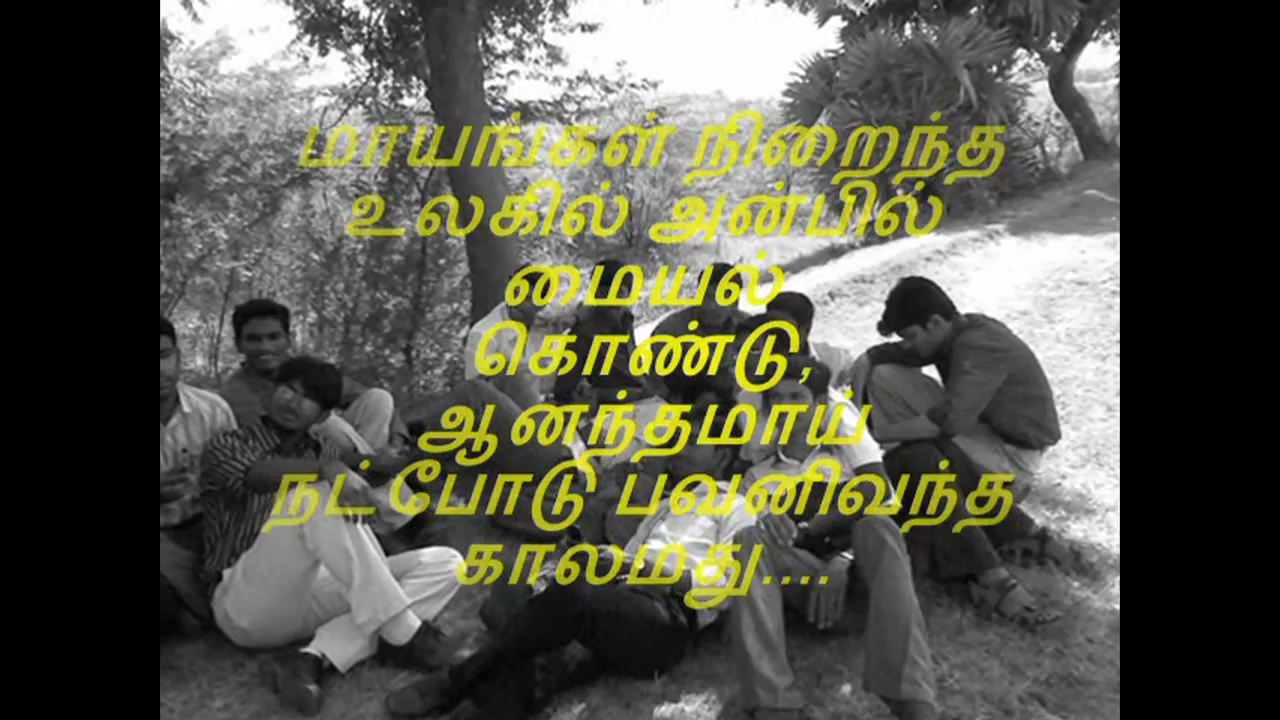 மாயங்கள் நிறைந்த
உலகில் அன்பில்
மையல்
கொண்டு,
ஆனந்தமாய்
நட்போடு பவனிவந்த
காலமது....